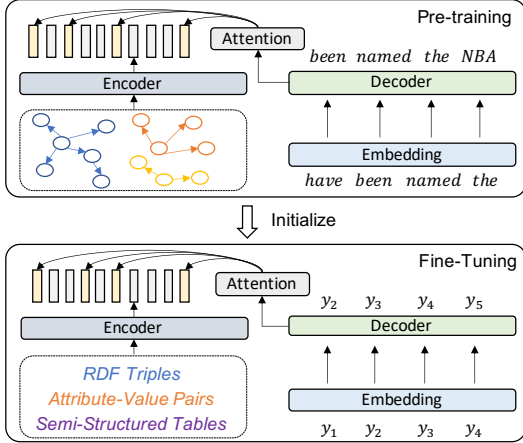 Pre-training
Attention
been named the NBA
Encoder
Decoder
Embedding
have been named the
Initialize
Fine-Tuning
Attention
y₂ y₃ y₄ y₅
Encoder
Decoder
RDF Triples
Attribute-Value Pairs
Semi-Structured Tables
Embedding
y₁ y₂ y₃ y₄